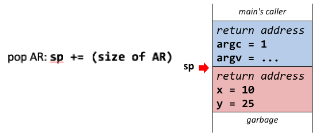 main's caller
return address
argc = 1
argv = ...
pop AR: sp += (size of AR)
sp
return address
x = 10
y = 25
garbage